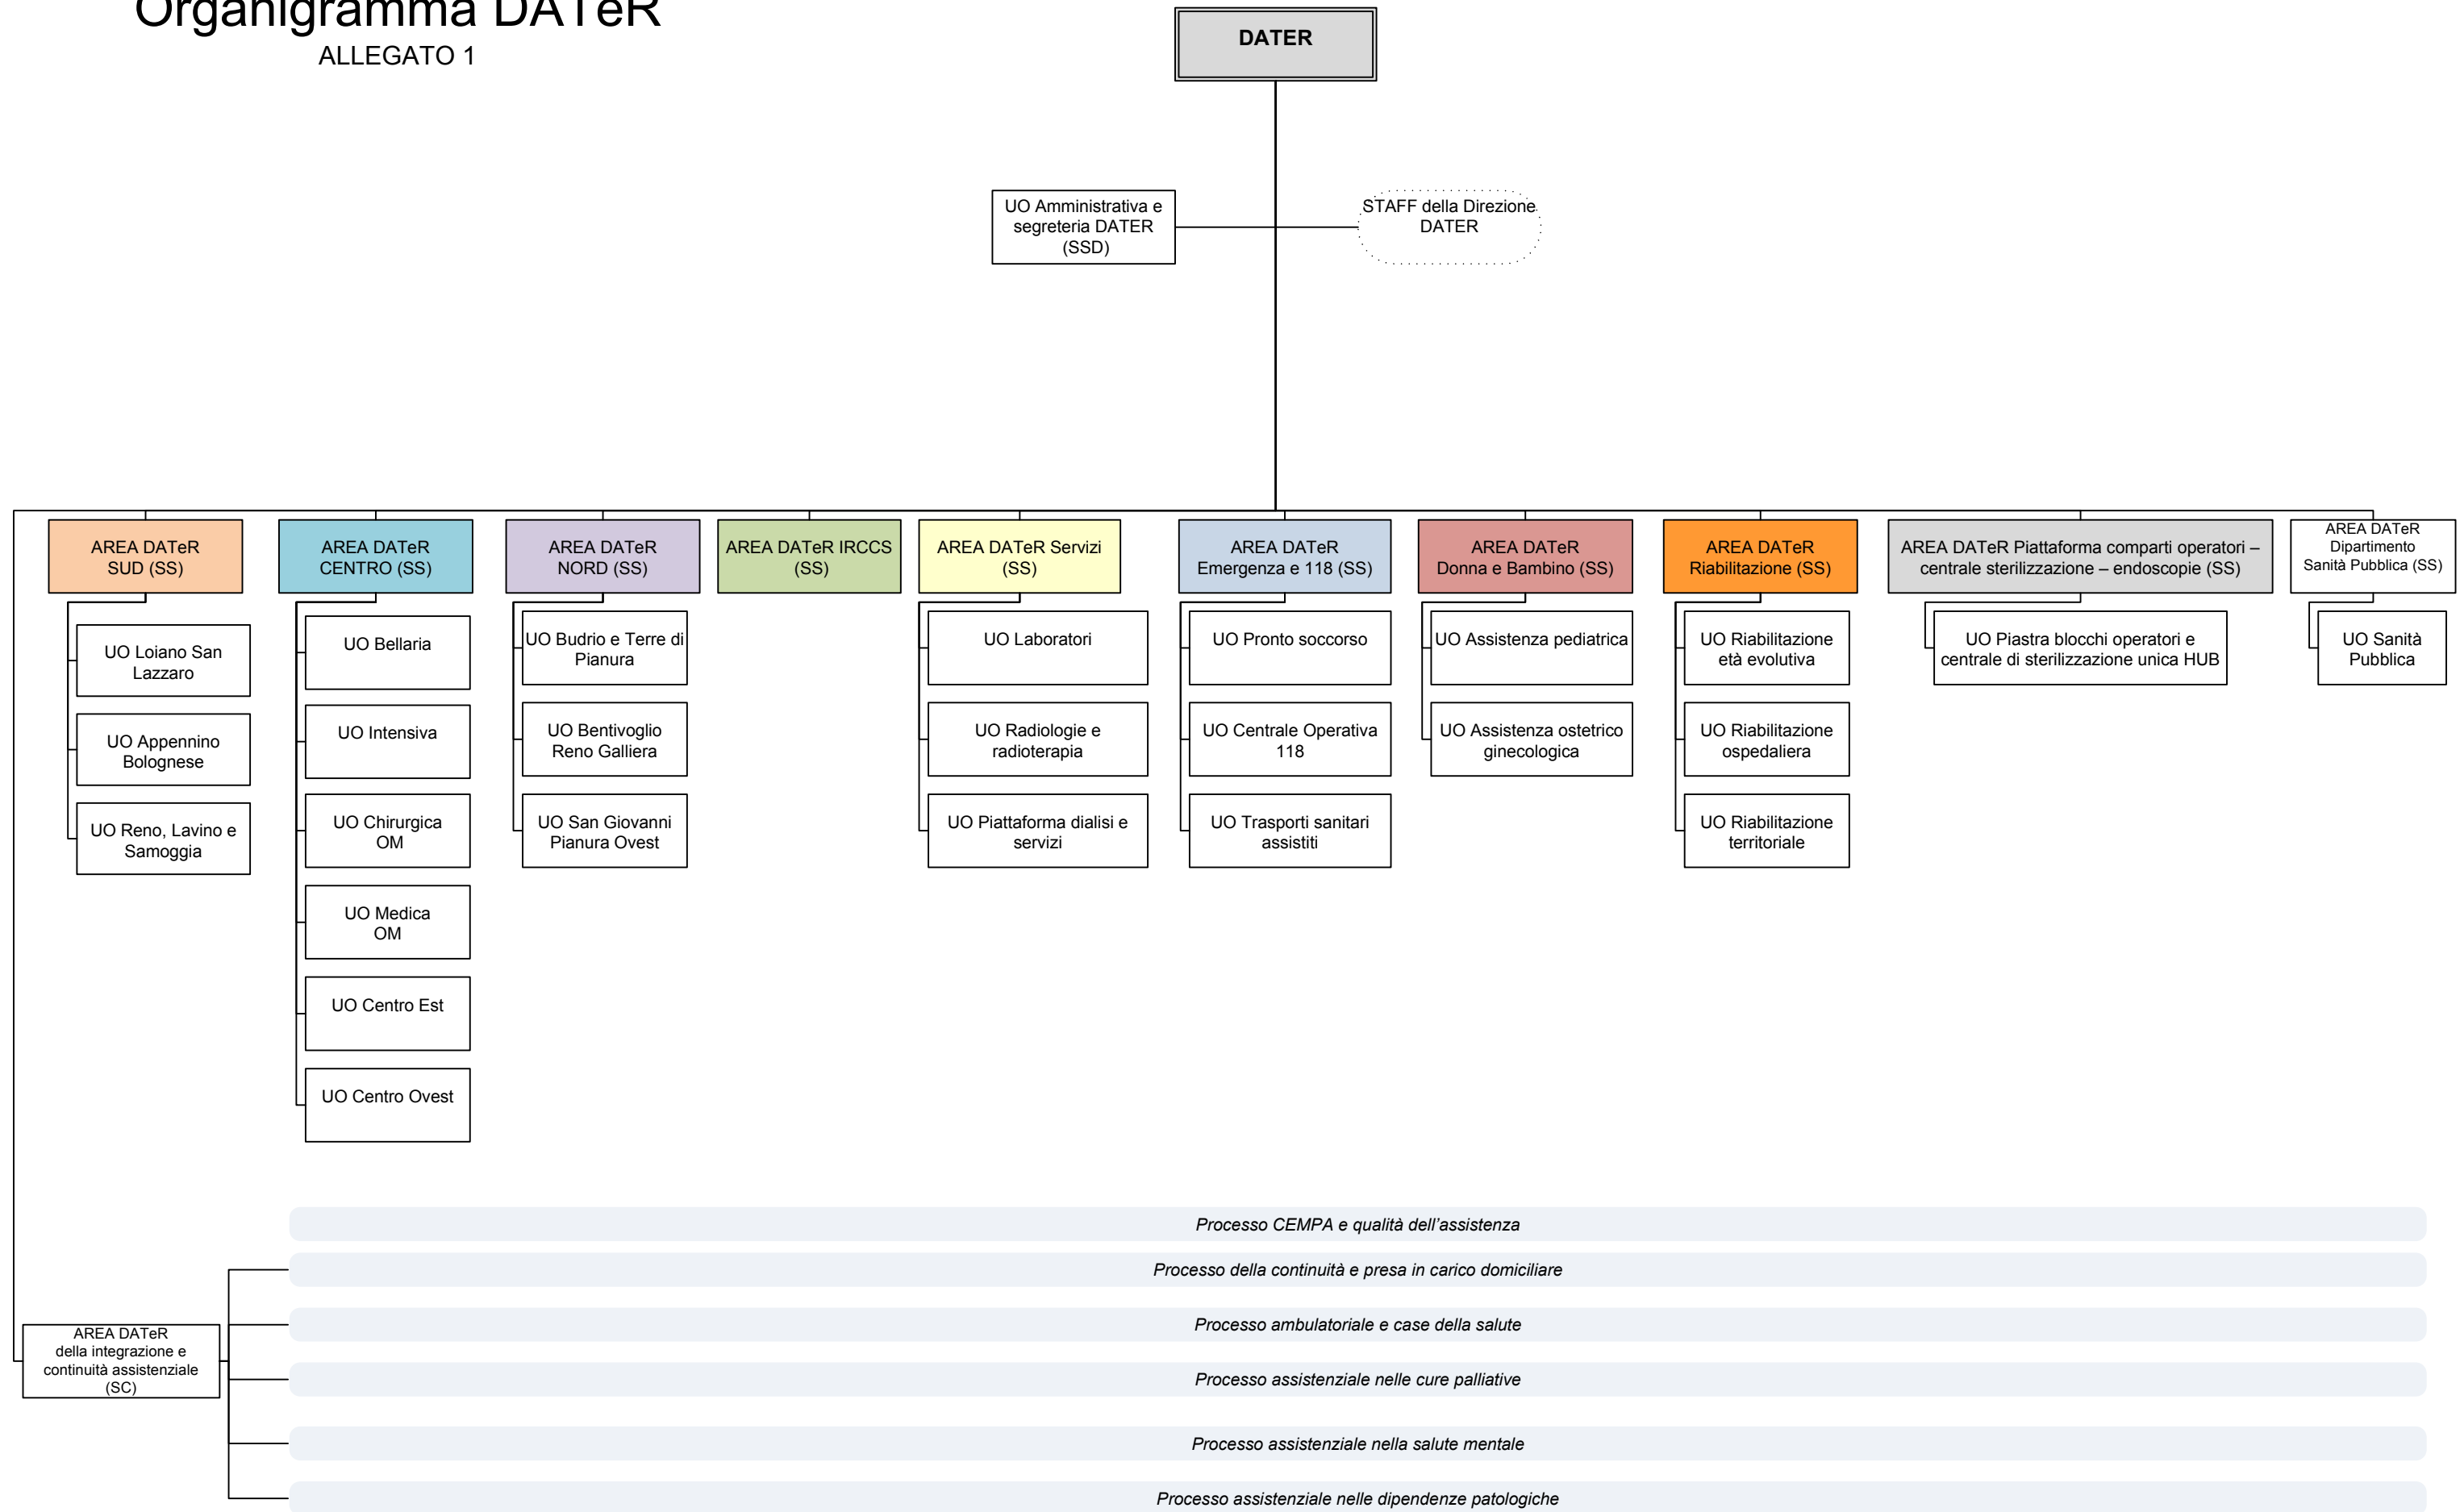 Organigramma DATeR
ALLEGATO 1
DATER
UO Amministrativa e
segreteria DATER
(SSD)
STAFF della Direzione
DATER
AREA DATeR
SUD (SS)
AREA DATeR
CENTRO (SS)
AREA DATeR
NORD (SS)
AREA DATeR IRCCS
(SS)
AREA DATeR Servizi
(SS)
AREA DATeR
Emergenza e 118 (SS)
AREA DATeR
Donna e Bambino (SS)
AREA DATeR
Riabilitazione (SS)
AREA DATeR Piattaforma comparti operatori –
centrale sterilizzazione – endoscopie (SS)
AREA DATeR
Dipartimento
Sanità Pubblica (SS)
UO Loiano San
Lazzaro
UO Appennino
Bolognese
UO Reno, Lavino e
Samoggia
UO Bellaria
UO Intensiva
UO Chirurgica
OM
UO Medica
OM
UO Centro Est
UO Centro Ovest
UO Budrio e Terre di
Pianura
UO Bentivoglio
Reno Galliera
UO San Giovanni
Pianura Ovest
UO Laboratori
UO Radiologie e
radioterapia
UO Piattaforma dialisi e
servizi
UO Pronto soccorso
UO Centrale Operativa
118
UO Trasporti sanitari
assistiti
UO Assistenza pediatrica
UO Assistenza ostetrico
ginecologica
UO Riabilitazione
età evolutiva
UO Riabilitazione
ospedaliera
UO Riabilitazione
territoriale
UO Piastra blocchi operatori e
centrale di sterilizzazione unica HUB
UO Sanità
Pubblica
Processo CEMPA e qualità dell’assistenza
Processo della continuità e presa in carico domiciliare
Processo ambulatoriale e case della salute
AREA DATeR
della integrazione e
continuità assistenziale
(SC)
Processo assistenziale nelle cure palliative
Processo assistenziale nella salute mentale
Processo assistenziale nelle dipendenze patologiche